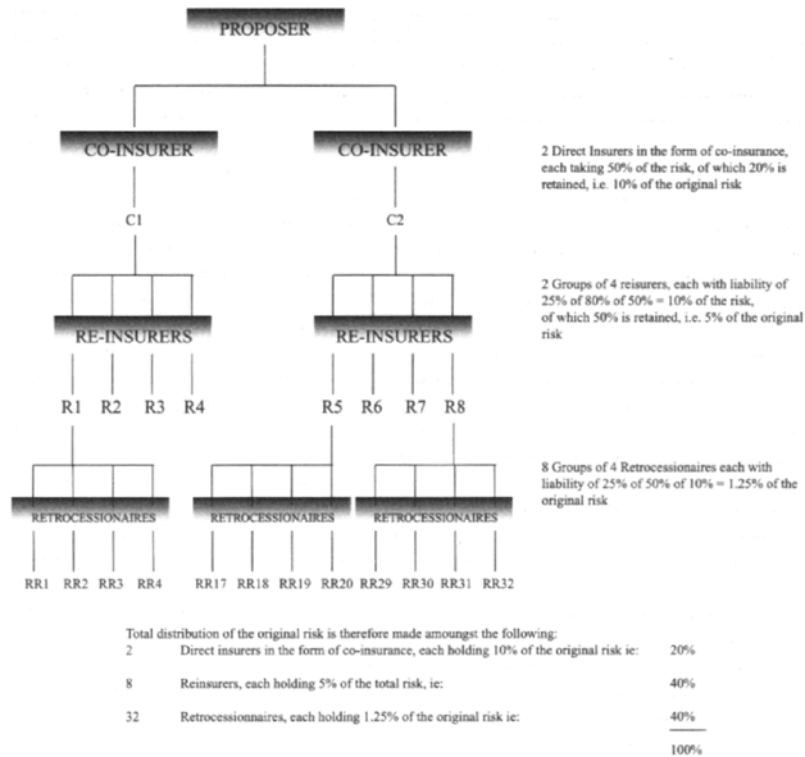 PROPOSER
CO-INSURER CO-INSURER
2 Direct Insurers in the form of co-insurance,
each taking 50% of the risk, of which 20% is
retained, i.e. 10% of the original risk
C1 C2
2 Groups of 4 reisurers, each with liability of
25% of 80% of 50% = 10% of the risk,
of which 50% is retained, i.e. 5% of the original
risk
RE-INSURERS RE-INSURERS
R1 R2 R3 R4 R5 R6 R7 R8
8 Groups of 4 Retrocessionaires each with
liability of 25% of 50% of 10% = 1.25% of the
original risk
RETROCESSIONAIRES RETROCESSIONAIRES RETROCESSIONAIRES
RR1 RR2 RR3 RR4 RR17 RR18 RR19 RR20 RR29 RR30 RR31 RR32
Total distribution of the original risk is therefore made amoungst the following:
2 Direct insurers in the form of co-insurance, each holding 10% of the original risk ie: 20%
8 Reinsurers, each holding 5% of the total risk, ie: 40%
32 Retrocessionnaires, each holding 1.25% of the original risk ie: 40%
100%